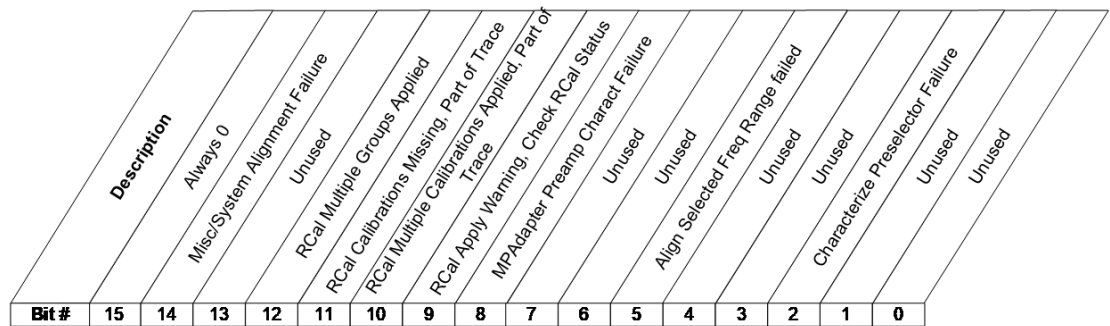 Description
Always 0
Misc/System Alignment Failure
Unused
RCal Multiple Groups Applied
RCal Calibrations Missing, Part of Trace
RCal Multiple Calibrations Applied, Part of
Trace
RCal Apply Warning, Check RCal Status
MPAdapter Preamp Charact Failure
Unused
Unused
Align Selected Freq Range failed
Unused
Unused
Characterize Preselector Failure
Unused
Unused
Bit # 15 14 13 12 11 10 9 8 7 6 5 4 3 2 1 0